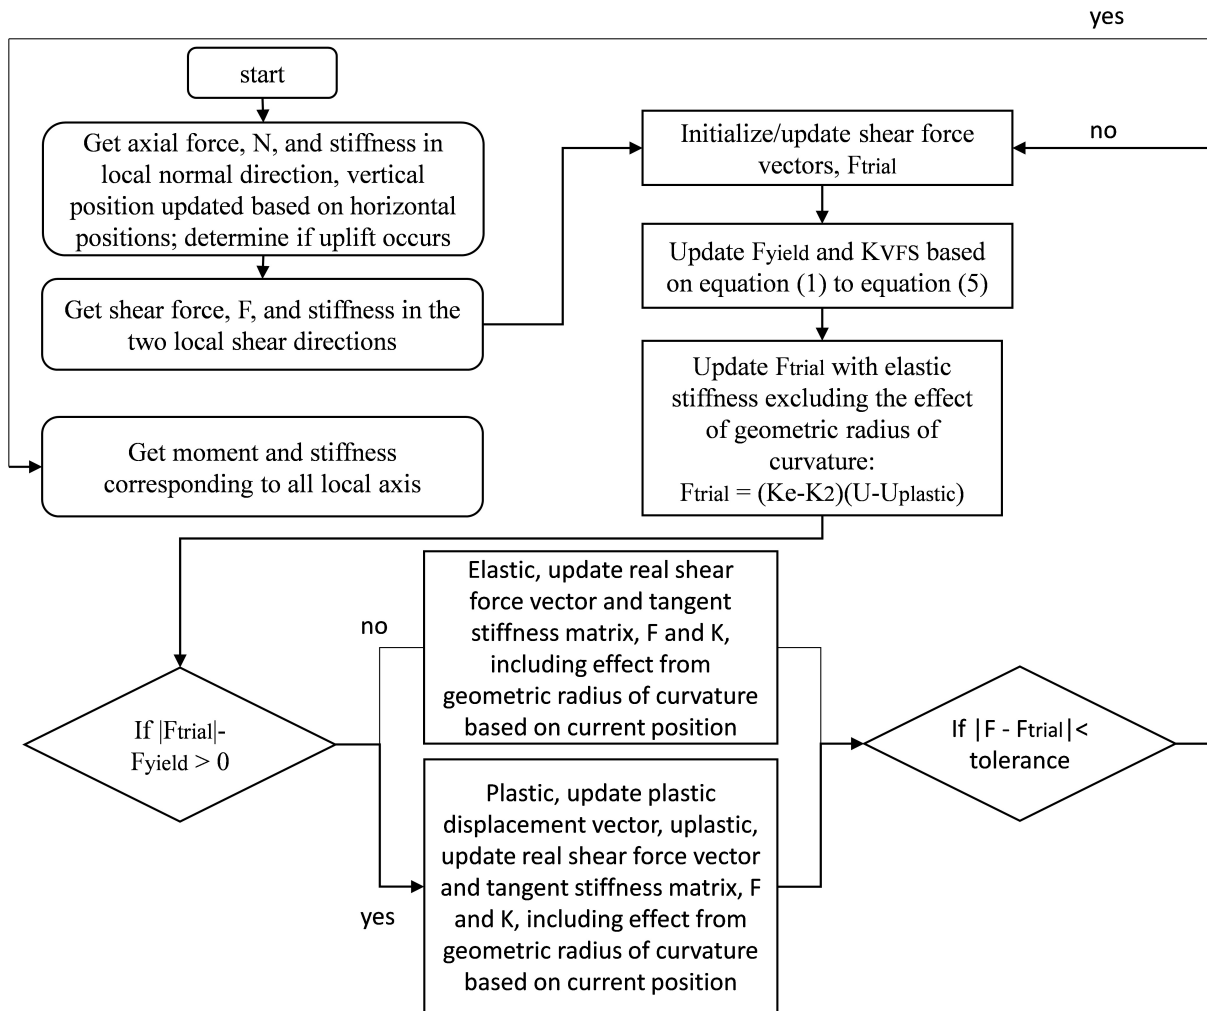 yes
start
Get axial force, N, and stiffness in
local normal direction, vertical
position updated based on horizontal
positions; determine if uplift occurs
Get shear force, F, and stiffness in the
two local shear directions
Initialize/update shear force
vectors, Ftrial
no
Update Fyield and KVFS based
on equation (1) to equation (5)
Update Ftrial with elastic
stiffness excluding the effect
of geometric radius of
curvature:
Ftrial = (Ke-K2)(U-Uplastic)
Get moment and stiffness
corresponding to all local axis
If |Ftrial|-
Fyield > 0
no
Elastic, update real shear
force vector and tangent
stiffness matrix, F and K,
including effect from
geometric radius of curvature
based on current position
yes
Plastic, update plastic
displacement vector, uplastic,
update real shear force vector
and tangent stiffness matrix, F
and K, including effect from
geometric radius of curvature
based on current position
If |F - Ftrial|<
tolerance